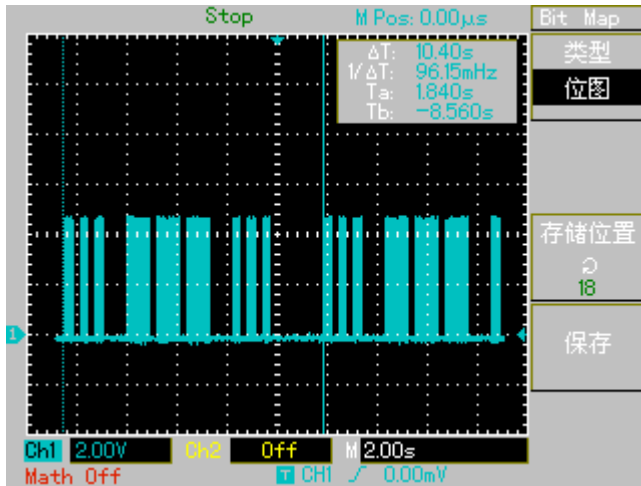 Stop M Pos: 0.00µs Bit Map
ΔT: 10.40s
1/ΔT: 96.15mHz
Ta: 1.840s
Tb: -8.560s
类型
位图
存储位置
18
1
保存
Ch1 2.00V Ch2 Off M 2.00s
Math Off T CH1 0.00mV